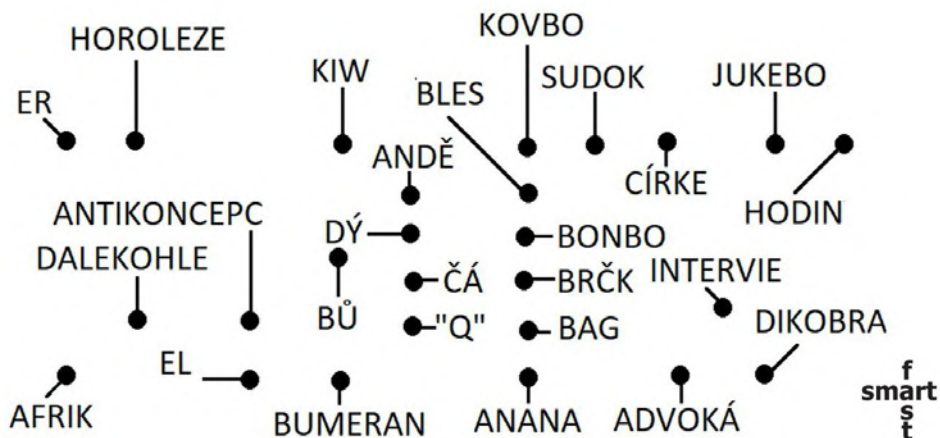 KOVBO
HOROLEZE
KIW
SUDOK
JUKEBO
ER
BLES
ANDĚ
CÍRKE
HODIN
ANTIKONCEPC
DÝ
BONBO
DALEKOHLE
ČÁ
BRČK
INTERVIE
BŮ
"Q"
BAG
DIKOBRA
EL
AFRIK
BUMERAN
ANANA
ADVOKÁ
f
smart
s
t